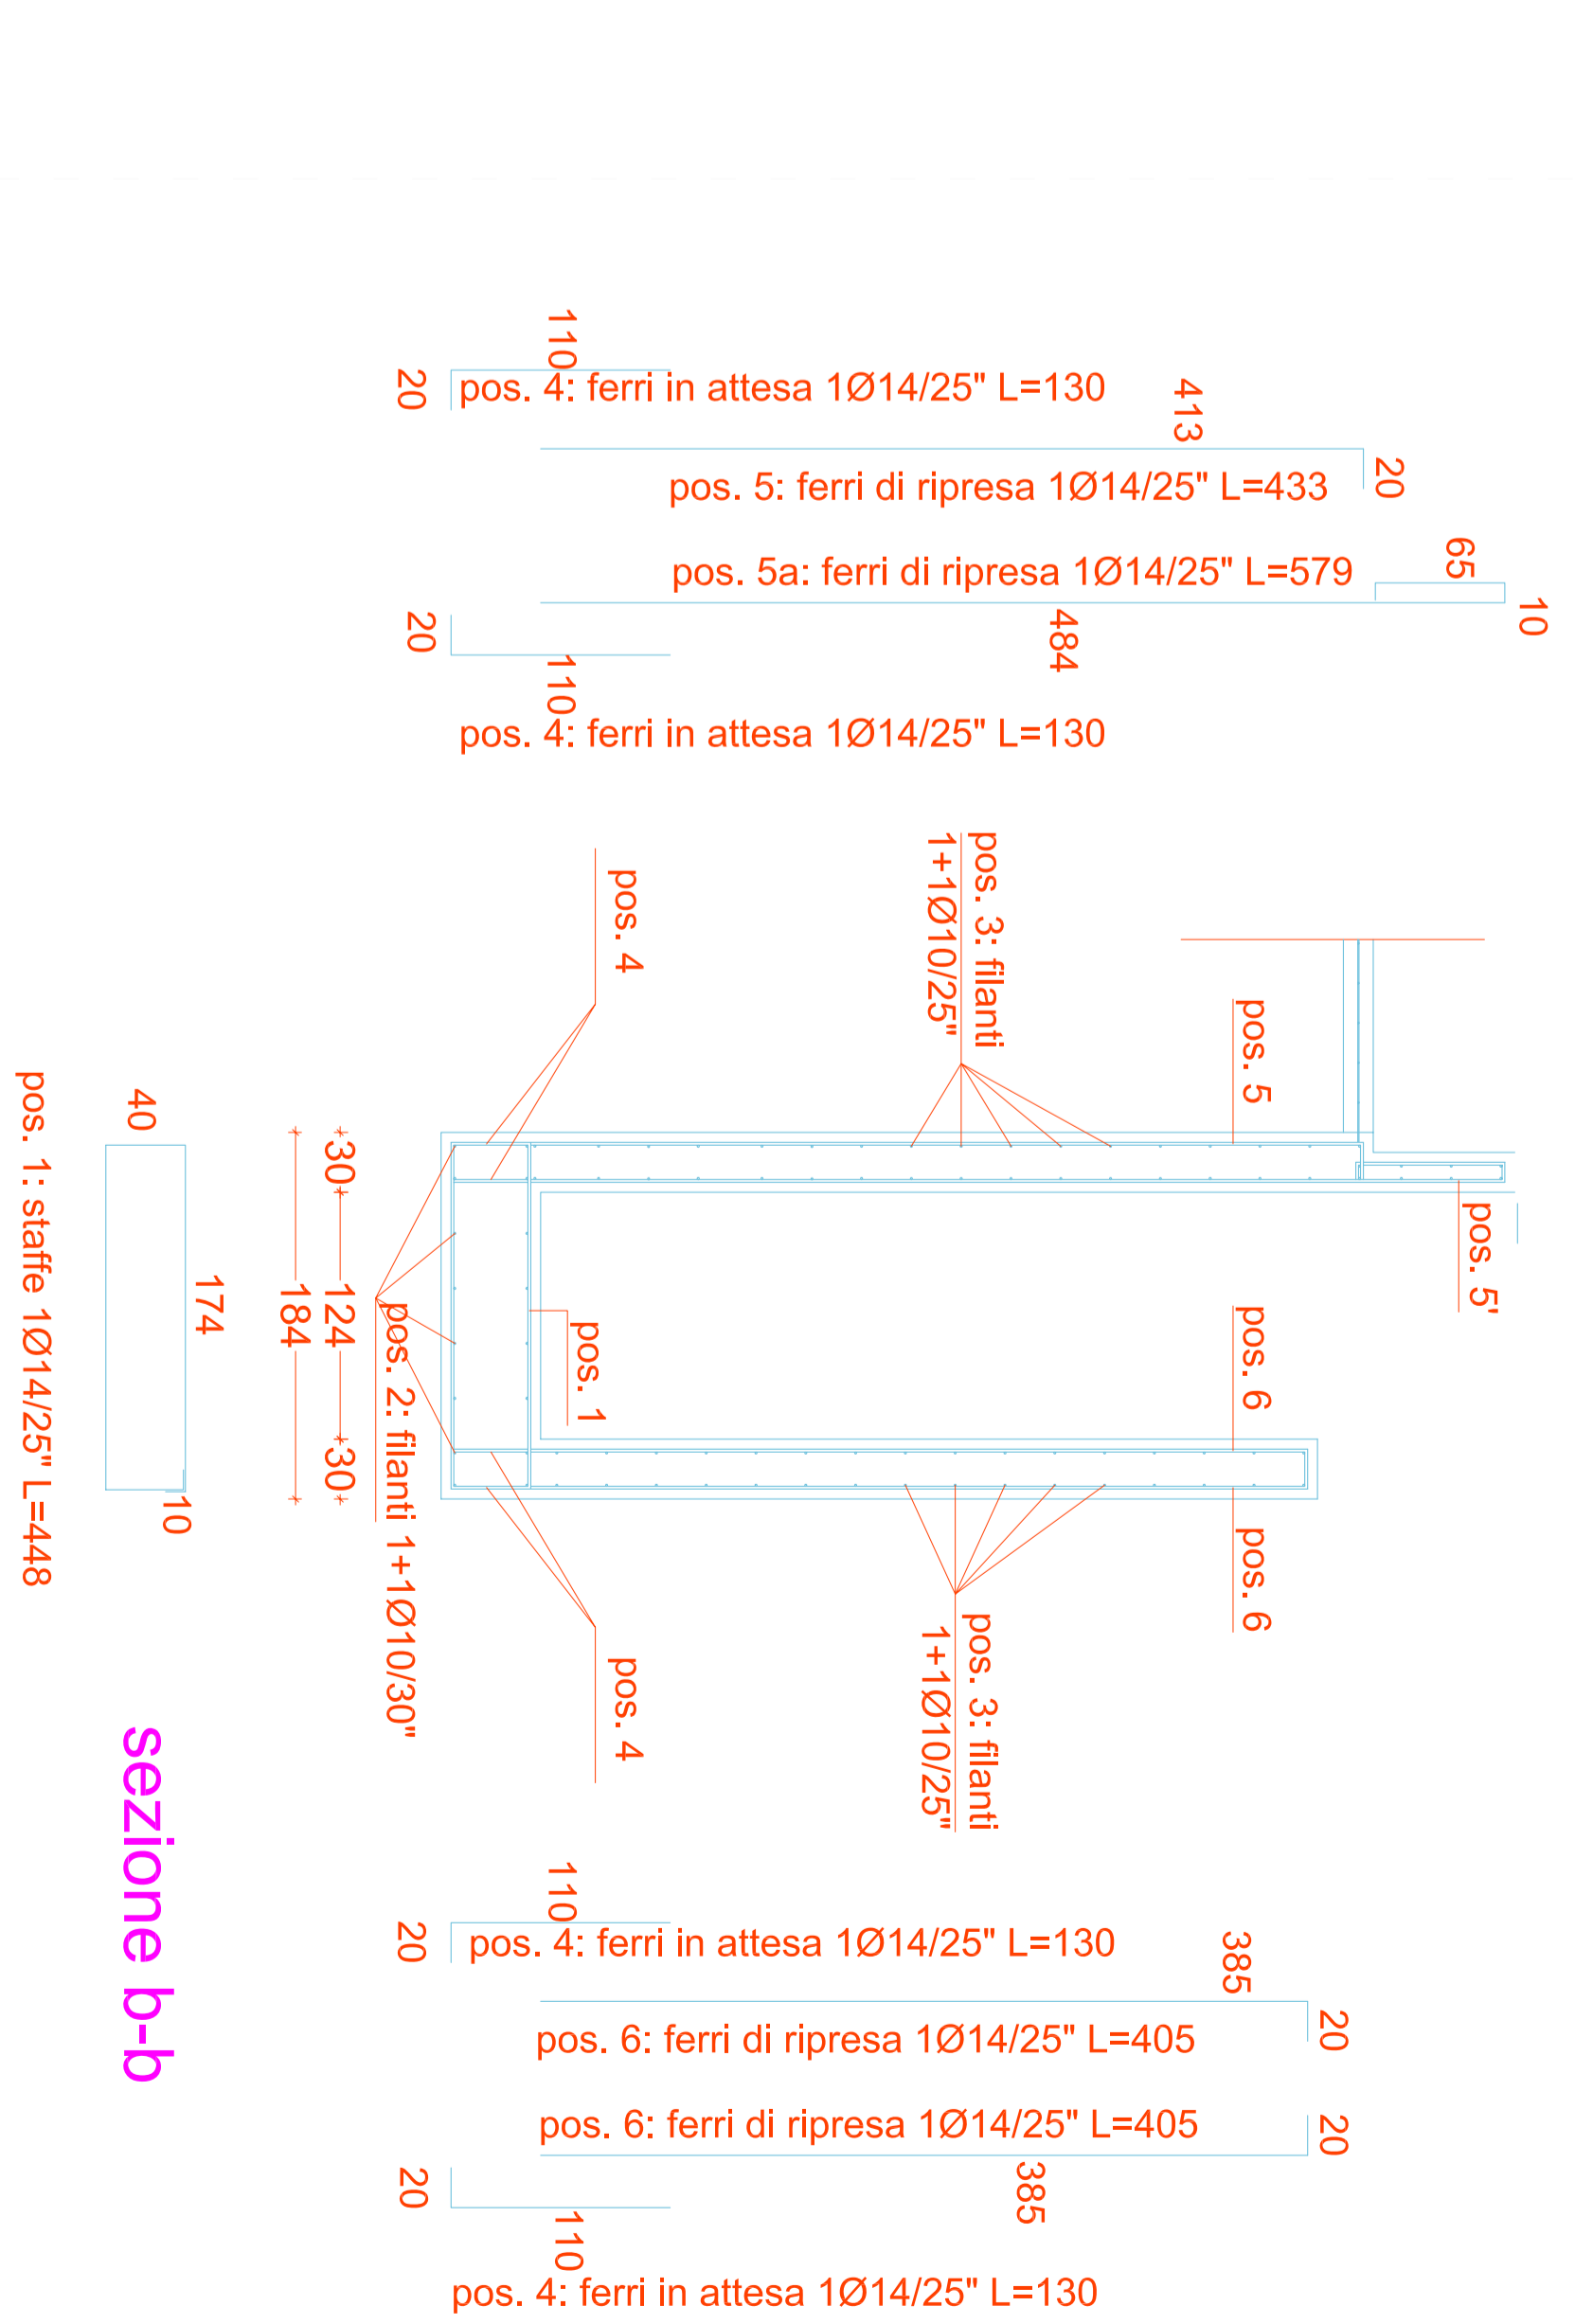 110
20
pos. 4: ferri in attesa 1Ø14/25" L=130
413
20
pos. 5: ferri di ripresa 1Ø14/25" L=433
65
10
pos. 5a: ferri di ripresa 1Ø14/25" L=579
484
20
110
pos. 4: ferri in attesa 1Ø14/25" L=130
pos. 4
pos. 3: filanti
1+1Ø10/25"
pos. 5
pos. 5'
pos. 6
pos. 1
pos. 6
pos. 3: filanti
1+1Ø10/25"
pos. 4
pos. 2: filanti 1+1Ø10/30"
30
124
30
184
40
174
10
pos. 1: staffe 1Ø14/25" L=448
sezione b-b
110
20
pos. 4: ferri in attesa 1Ø14/25" L=130
385
20
pos. 6: ferri di ripresa 1Ø14/25" L=405
pos. 6: ferri di ripresa 1Ø14/25" L=405
20
385
20
110
pos. 4: ferri in attesa 1Ø14/25" L=130